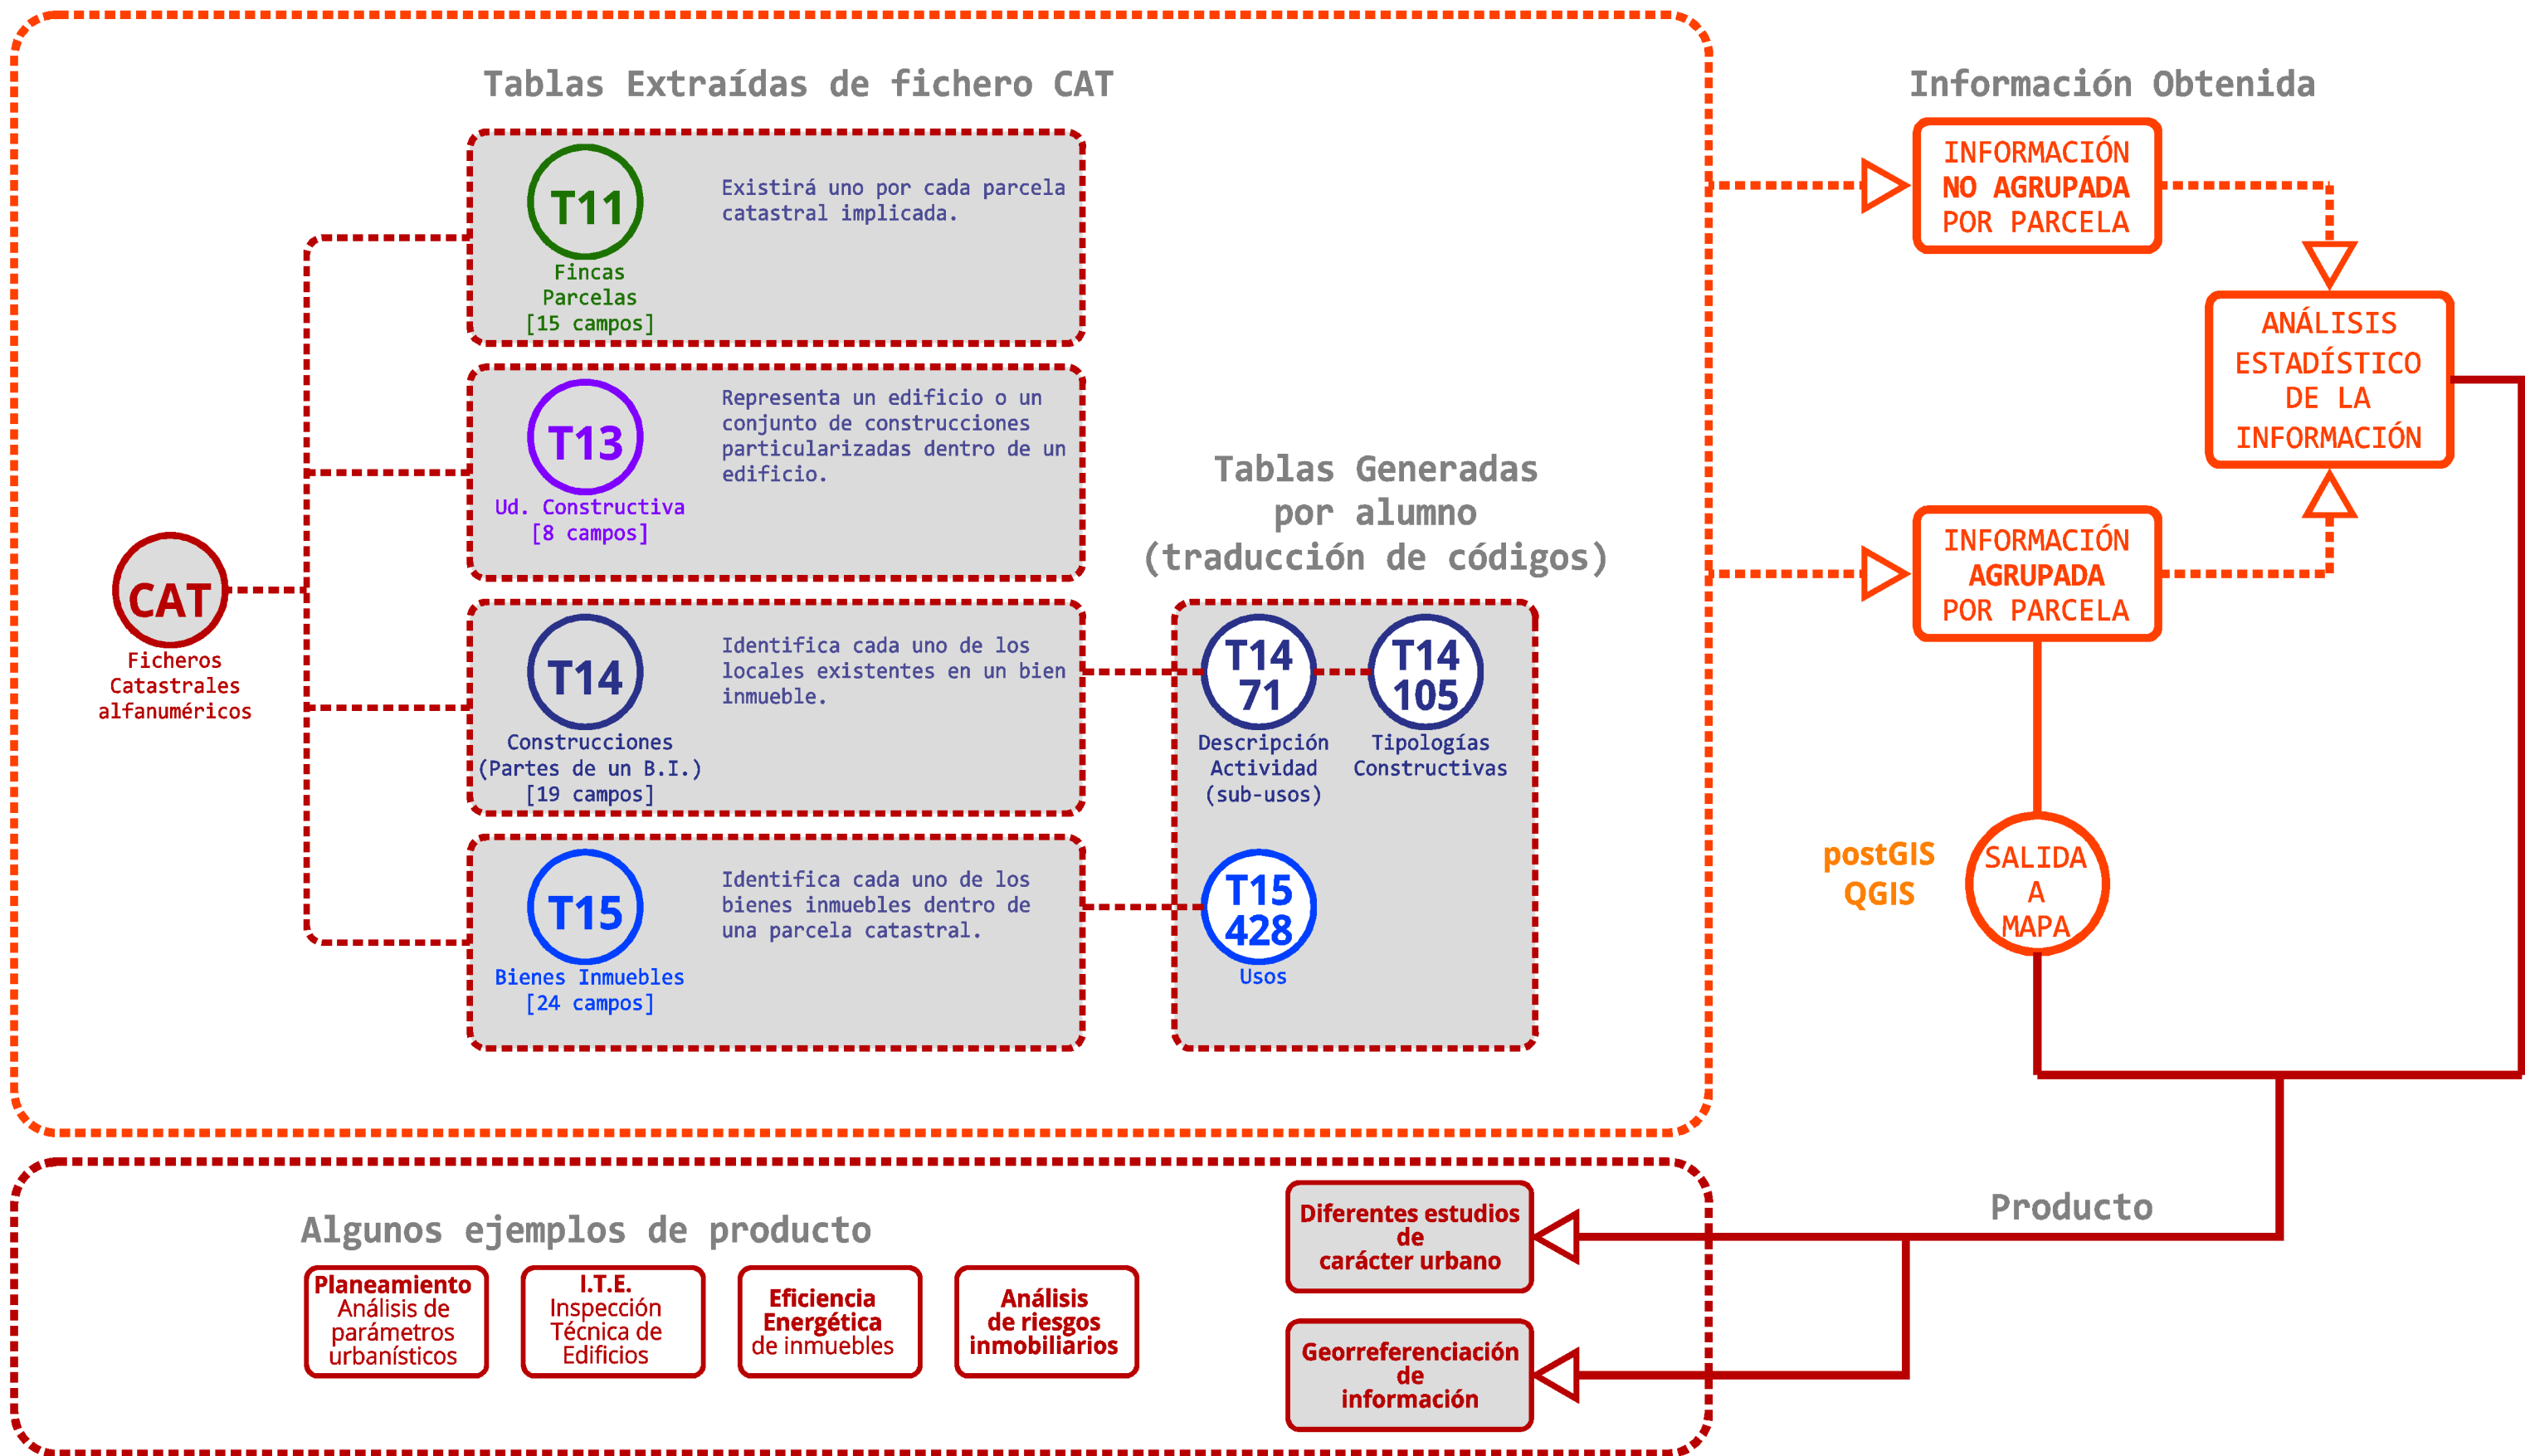 Tablas Extraídas de fichero CAT
T11
Fincas
Parcelas
[15 campos]
Existirá uno por cada parcela
catastral implicada.
T13
Ud. Constructiva
[8 campos]
Representa un edificio o un
conjunto de construcciones
particularizadas dentro de un
edificio.
CAT
Ficheros
Catastrales
alfanuméricos
T14
Construcciones
(Partes de un B.I.)
[19 campos]
Identifica cada uno de los
locales existentes en un bien
inmueble.
T15
Bienes Inmuebles
[24 campos]
Identifica cada uno de los
bienes inmuebles dentro de
una parcela catastral.
Tablas Generadas
por alumno
(traducción de códigos)
T14
71
Descripción
Actividad
(sub-usos)
T14
105
Tipologías
Constructivas
T15
428
Usos
Información Obtenida
INFORMACIÓN
NO AGRUPADA
POR PARCELA
ANÁLISIS
ESTADÍSTICO
DE LA
INFORMACIÓN
INFORMACIÓN
AGRUPADA
POR PARCELA
postGIS
QGIS
SALIDA
A
MAPA
Producto
Algunos ejemplos de producto
Planeamiento
Análisis de
parámetros
urbanísticos
I.T.E.
Inspección
Técnica de
Edificios
Eficiencia
Energética
de inmuebles
Análisis
de riesgos
inmobiliarios
Diferentes estudios
de
carácter urbano
Georreferenciación
de
información